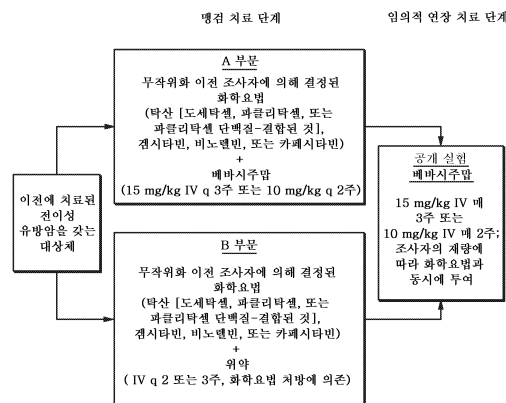 맹검 치료 단계
임의적 연장 치료 단계
이전에 치료된
전이성
유방암을 갖는
대상체
A 부문
무작위화 이전 조사자에 의해 결정된
화학요법
(탁산 [도세탁셀, 파클리탁셀, 또는
파클리탁셀 단백질-결합된 것],
겜시타빈, 비노렐빈, 또는 카페시타빈)
+
베바시주맙
(15 mg/kg IV q 3주 또는 10 mg/kg q 2주)
B 부문
무작위화 이전 조사자에 의해 결정된
화학요법
(탁산 [도세탁셀, 파클리탁셀, 또는
파클리탁셀 단백질-결합된 것],
겜시타빈, 비노렐빈, 또는 카페시타빈)
+
위약
( IV q 2 또는 3주, 화학요법 처방에 의존)
공개 실험
베바시주맙
15 mg/kg IV 매
3주 또는
10 mg/kg IV 매 2주;
조사자의 재량에
따라 화학요법과
동시에 투여